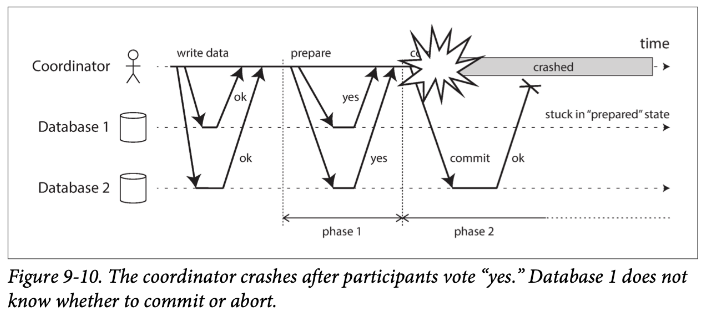 time
write data
prepare
co
Coordinator
crashed
ok
yes
stuck in "prepared" state
Database 1
ok
yes
commit
ok
Database 2
phase 1
phase 2
Figure 9-10. The coordinator crashes after participants vote “yes.” Database 1 does not
know whether to commit or abort.